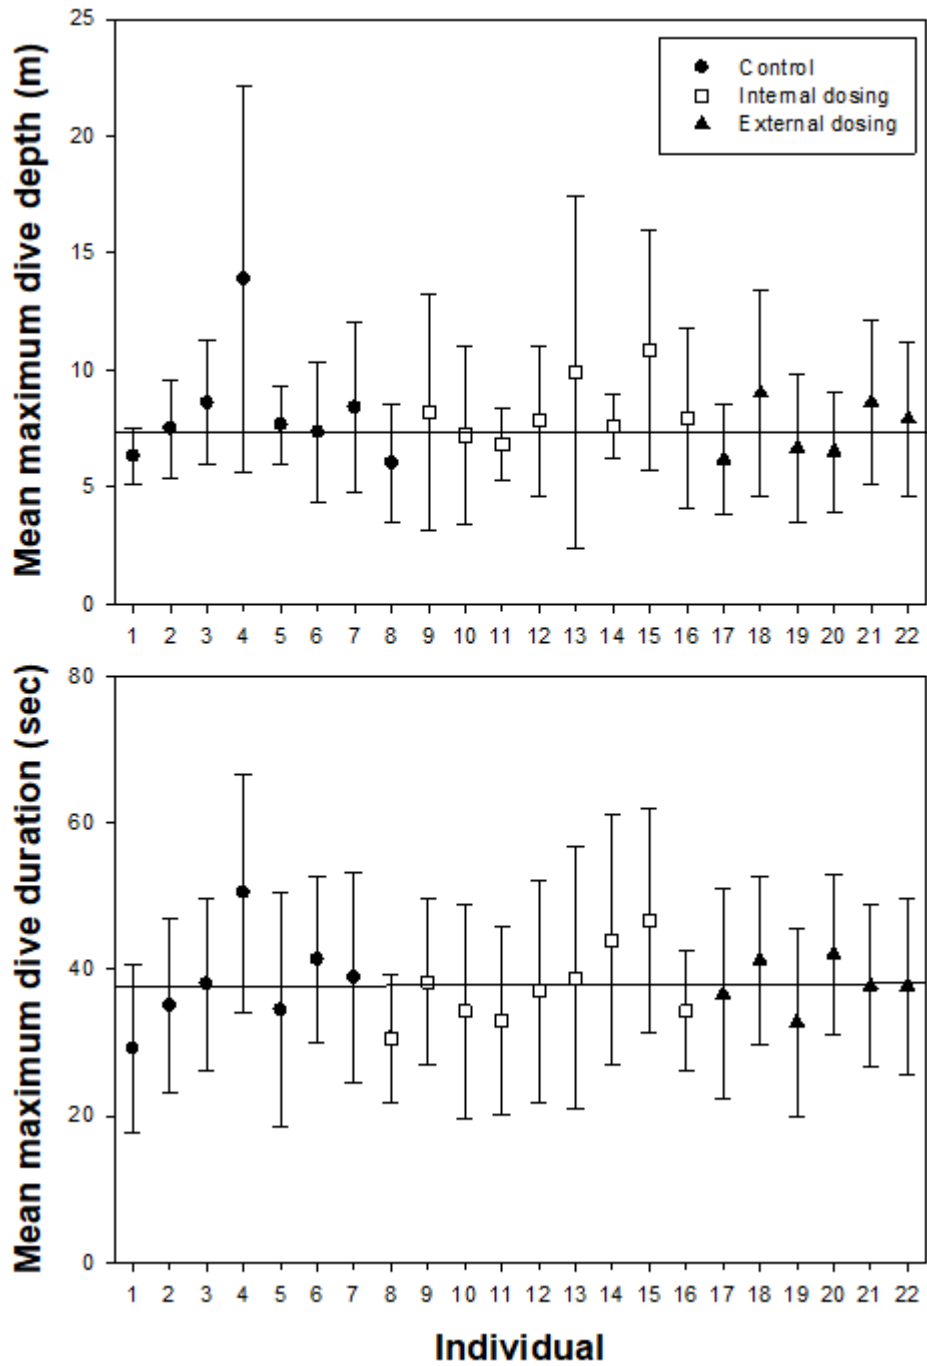 Mean maximum dive depth (m)
25
20
15
10
5
0
Control
Internal dosing
External dosing
1 2 3 4 5 6 7 8 9 10 11 12 13 14 15 16 17 18 19 20 21 22
Mean maximum dive duration (sec)
80
60
40
20
0
1 2 3 4 5 6 7 8 9 10 11 12 13 14 15 16 17 18 19 20 21 22
Individual